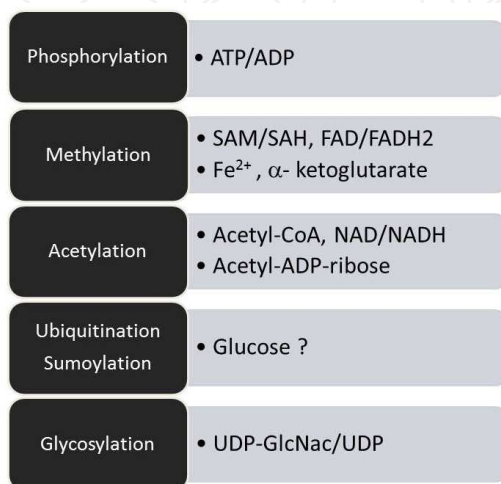 Phosphorylation
• ATP/ADP
Methylation
• SAM/SAH, FAD/FADH2
• Fe²⁺ , α- ketoglutarate
Acetylation
• Acetyl-CoA, NAD/NADH
• Acetyl-ADP-ribose
Ubiquitination
Sumoylation
• Glucose ?
Glycosylation
• UDP-GlcNac/UDP